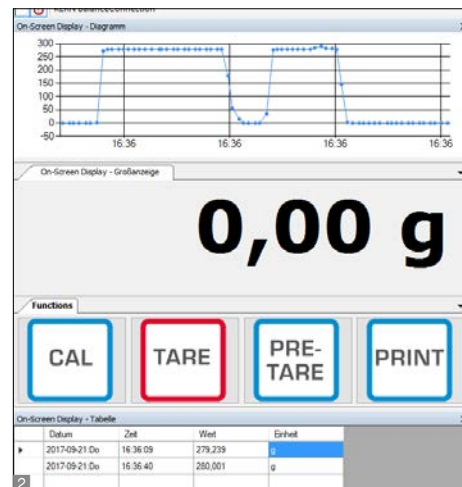 KERN BalanceConnection
On-Screen Display - Diagramm
300
250
200
150
100
50
0
-50
16:36 16:36 16:36 16:36
On-Screen Display - Großanzeige
0,00 g
Functions
CAL TARE PRE-TARE PRINT
On-Screen Display - Tabelle
Datum Zeit Wert Einheit
2017-09-21:Do 16:36:09 279,239 g
2017-09-21:Do 16:36:40 280,001 g
2